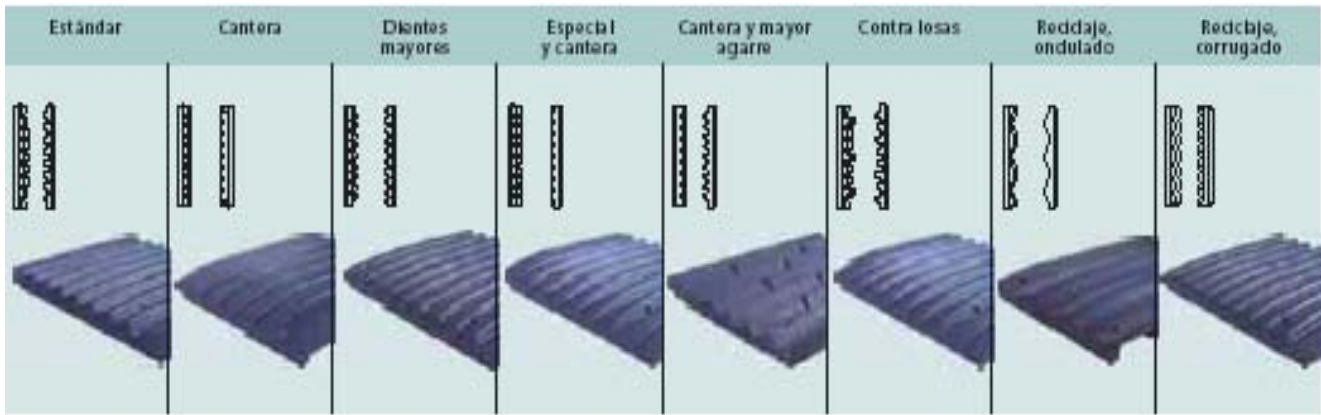 Estándar
Cantera
Dientes
mayores
Especial
y cantera
Cantera y mayor
agarre
Contra losas
Reciclaje,
ondulado
Reciclaje,
corrugado